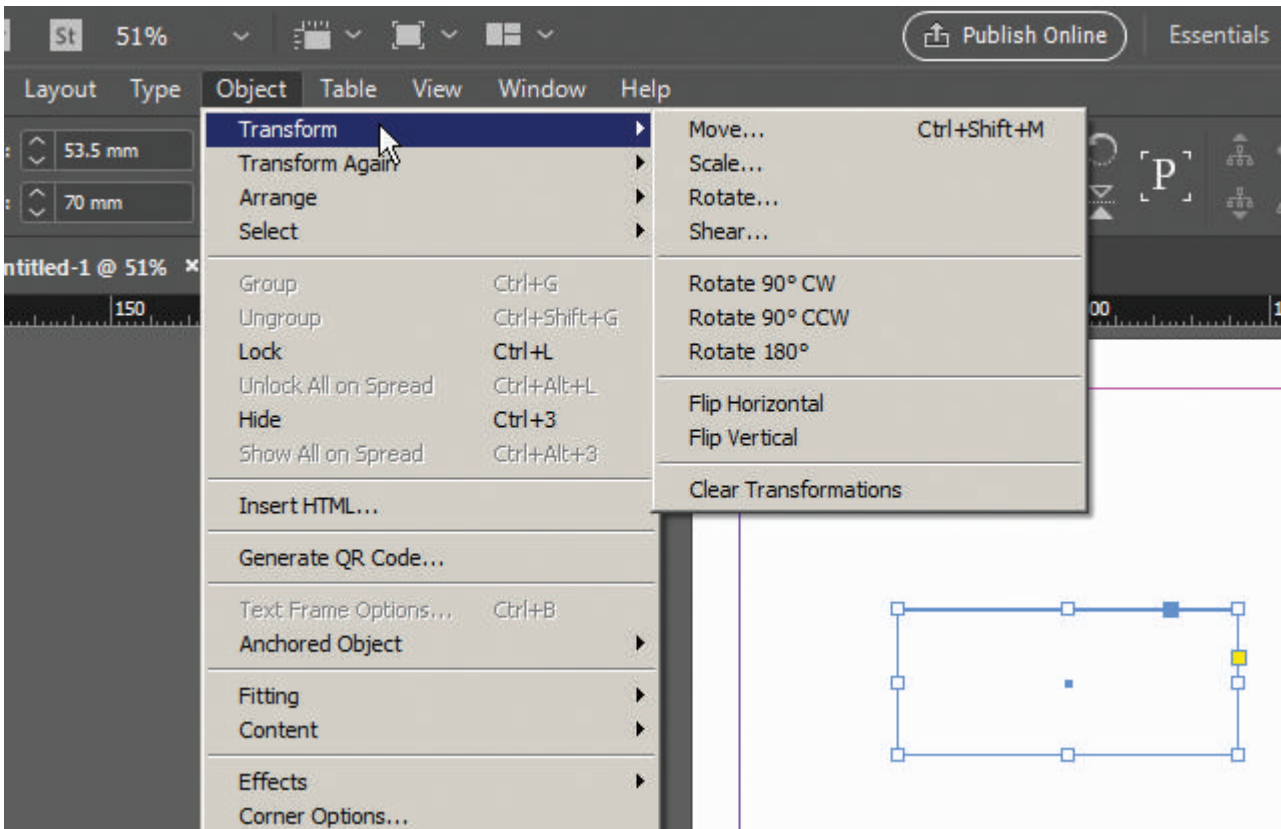 St 51% Publish Online Essentials
Layout Type Object Table View Window Help
53.5 mm
70 mm
P
ntitled-1 @ 51% ×
150
00
1
Transform
Transform Again
Arrange
Select
Group Ctrl+G
Ungroup Ctrl+Shift+G
Lock Ctrl+L
Unlock All on Spread Ctrl+Alt+L
Hide Ctrl+3
Show All on Spread Ctrl+Alt+3
Insert HTML...
Generate QR Code...
Text Frame Options... Ctrl+B
Anchored Object
Fitting
Content
Effects
Corner Options...
Move... Ctrl+Shift+M
Scale...
Rotate...
Shear...
Rotate 90° CW
Rotate 90° CCW
Rotate 180°
Flip Horizontal
Flip Vertical
Clear Transformations